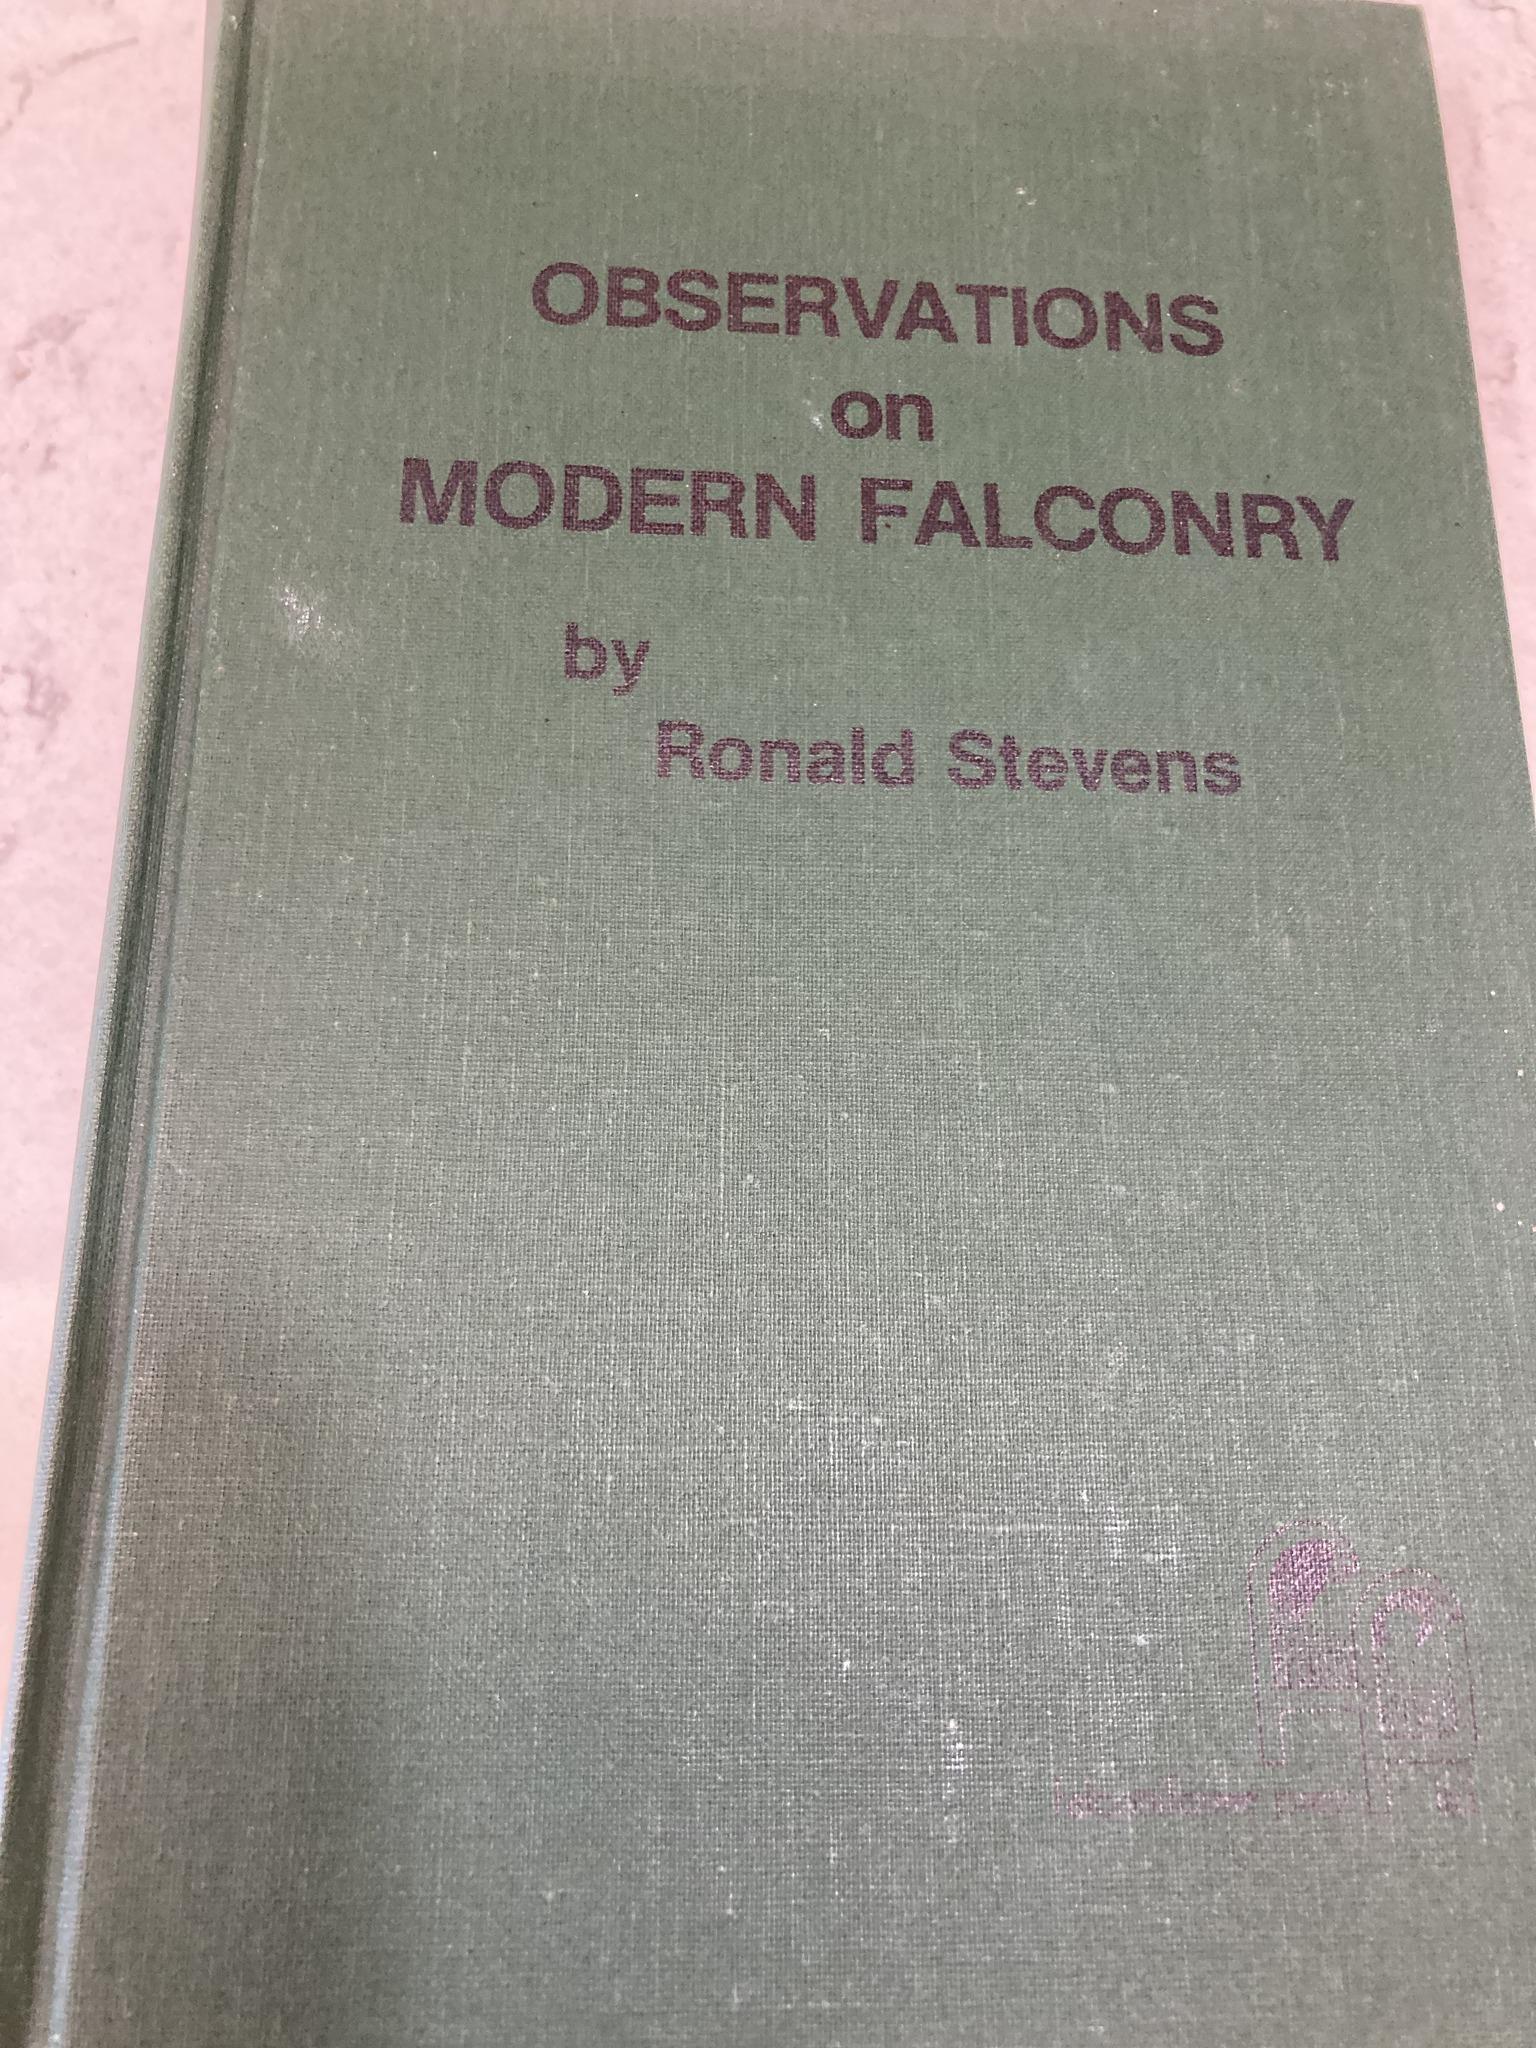 OBSERVATIONS
on
MODERN FALCONRY
by
Ronald Stevens